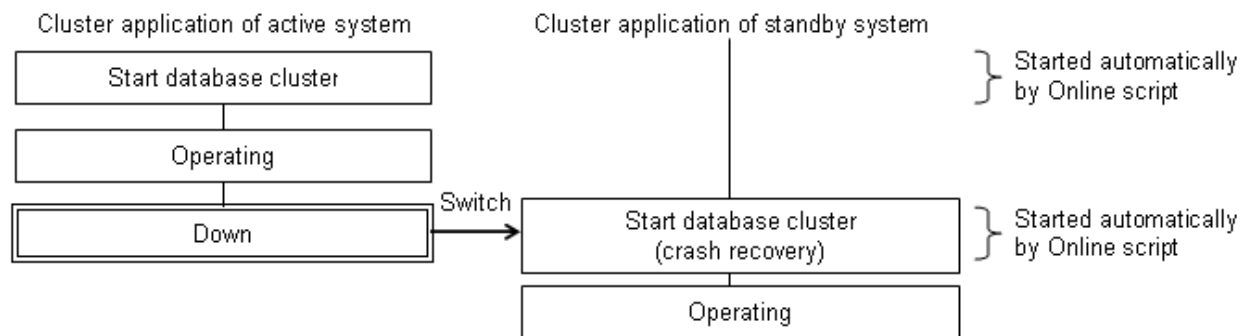 Cluster application of active system
Cluster application of standby system
Start database cluster
Started automatically
by Online script
Operating
Switch
Down
Start database cluster
(crash recovery)
Started automatically
by Online script
Operating